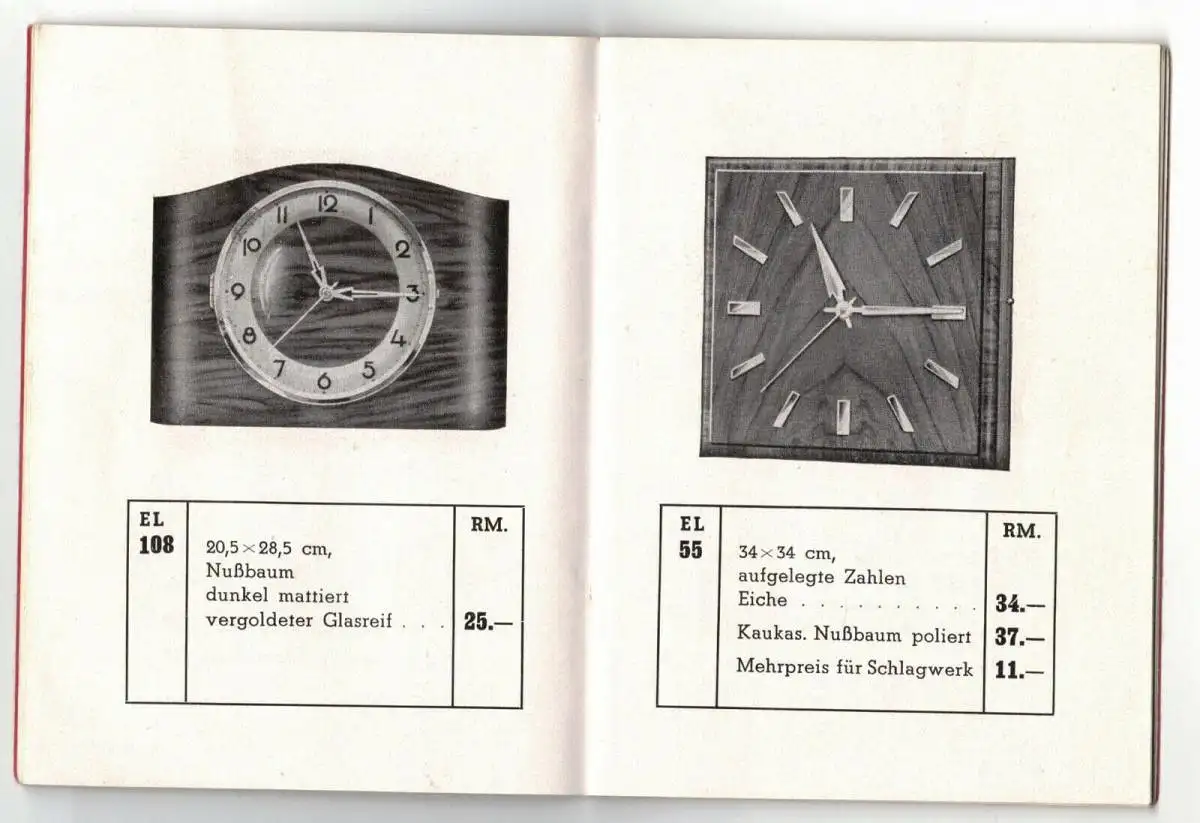 11 12 1
10 2
9 3
8 4
7 6 5
EL
108
20,5×28,5 cm,
Nußbaum
dunkel mattiert
vergoldeter Glasreif . . .
RM.
25.—
EL
55
34×34 cm,
aufgelegte Zahlen
Eiche . . . . . . . . . .
Kaukas. Nußbaum poliert
Mehrpreis für Schlagwerk
RM.
34.—
37.—
11.—